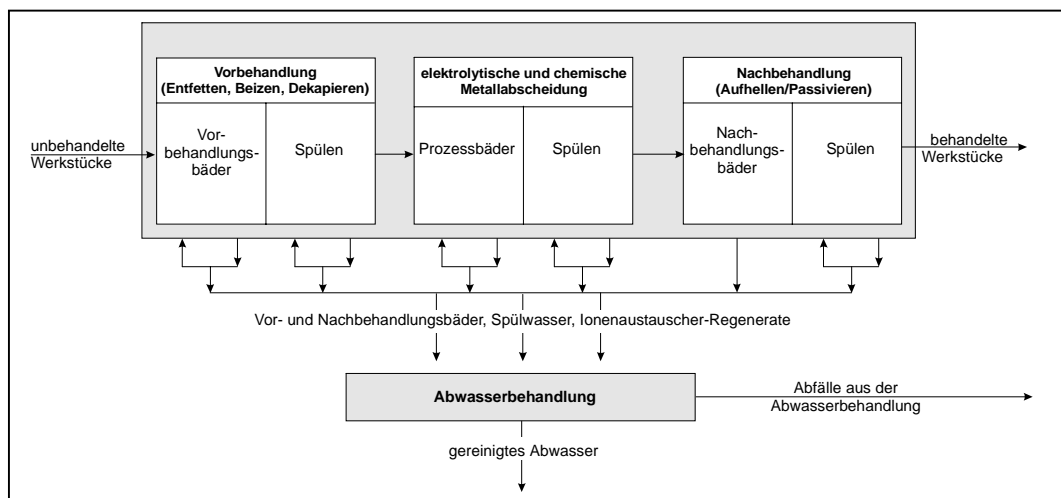 Vorbehandlung
(Entfetten, Beizen, Dekapieren)
elektrolytische und chemische
Metallabscheidung
Nachbehandlung
(Aufhellen/Passivieren)
unbehandelte
Werkstücke
Vor-
behandlungs-
bäder
Spülen
Prozessbäder
Spülen
Nach-
behandlungs-
bäder
Spülen
behandelte
Werkstücke
Vor- und Nachbehandlungsbäder, Spülwasser, Ionenaustauscher-Regenerate
Abwasserbehandlung
Abfälle aus der
Abwasserbehandlung
gereinigtes Abwasser